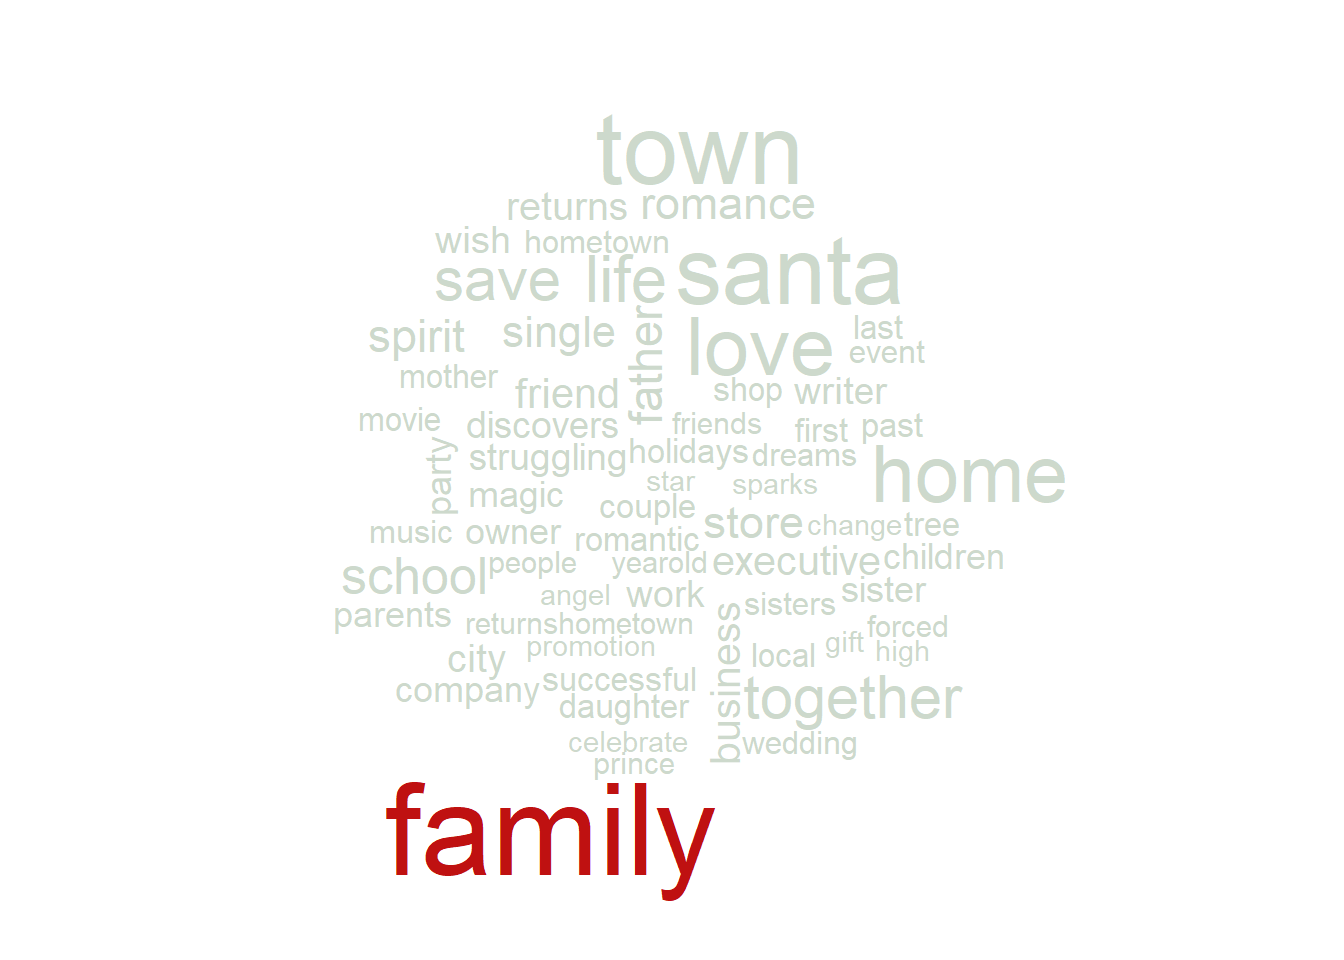 town
returns romance
wish hometown
save life santa
spirit single father love last
event
mother friend shop writer
movie discovers friends first past
party struggling holidays dreams home
magic star sparks
couple
music owner romantic store change tree
school people yearold executive children
angel work sisters sister
parents returnshometown business forced
city promotion local gift high
company successful together
daughter
celebrate wedding
prince
family